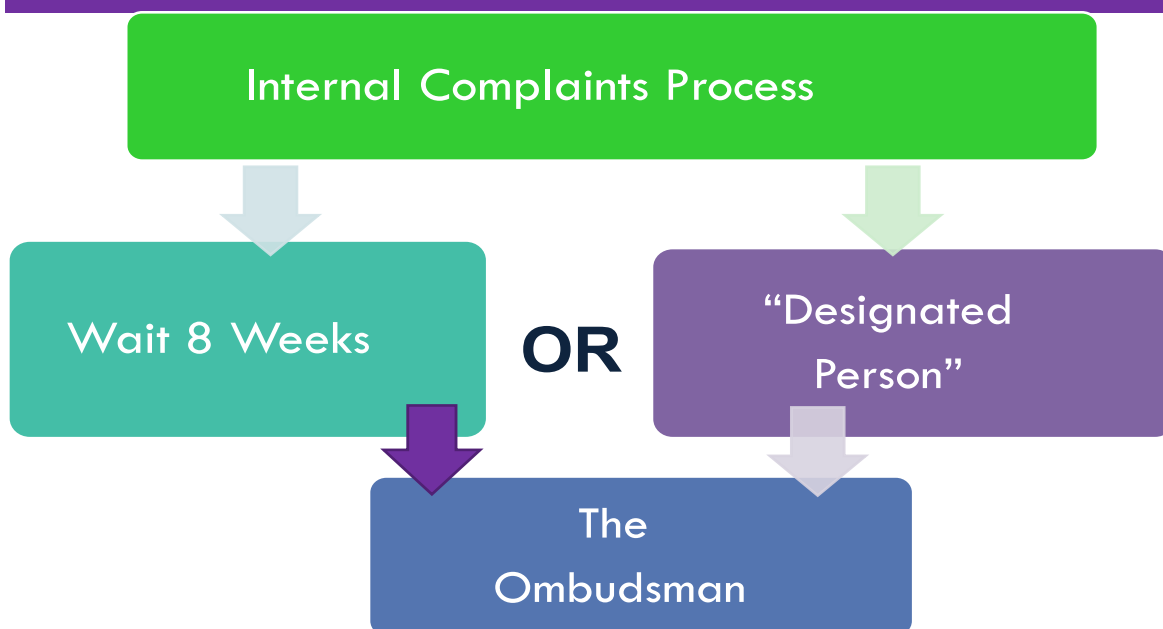 Internal Complaints Process
Wait 8 Weeks
OR
“Designated
Person”
The
Ombudsman